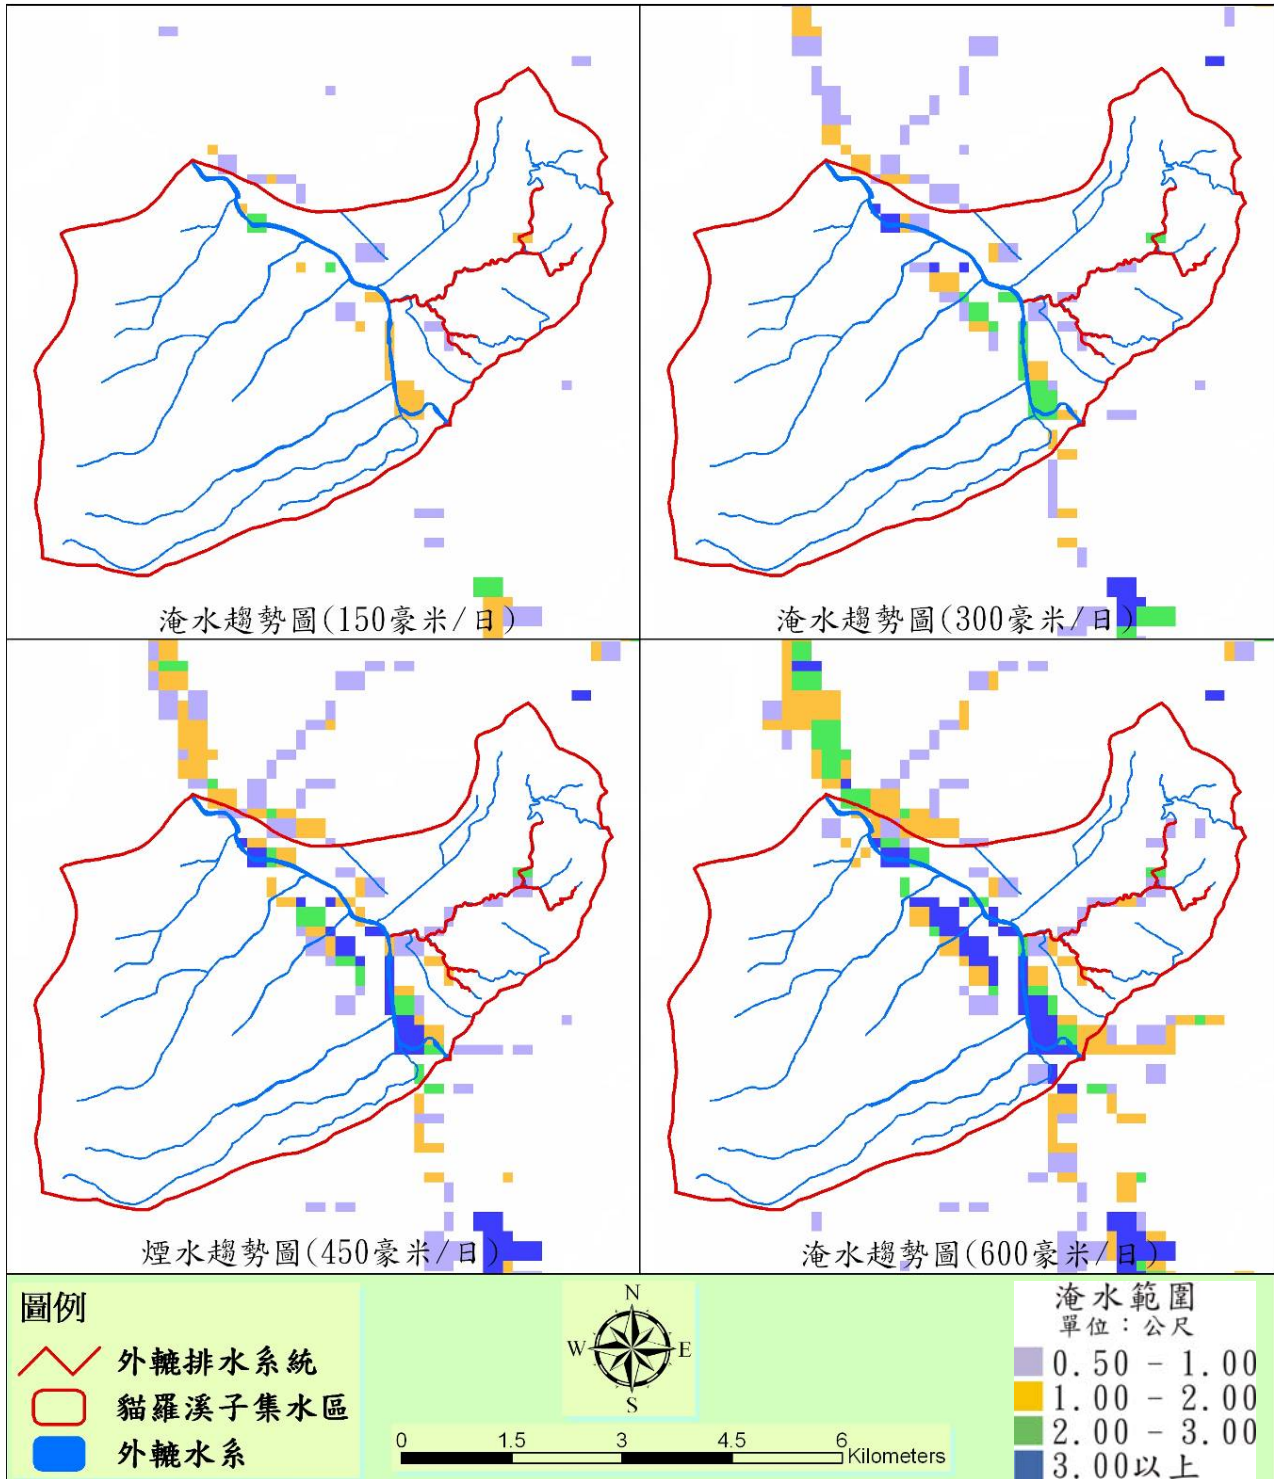 淹水趨勢圖(150豪米/日)
淹水趨勢圖(300豪米/日)
煙水趨勢圖(450豪米/日)
淹水趨勢圖(600豪米/日)
圖例
外轆排水系統
貓羅溪子集水區
外轆水系
N
W E
S
0 1.5 3 4.5 6
Kilometers
淹水範圍
單位：公尺
0.50 - 1.00
1.00 - 2.00
2.00 - 3.00
3.00以上